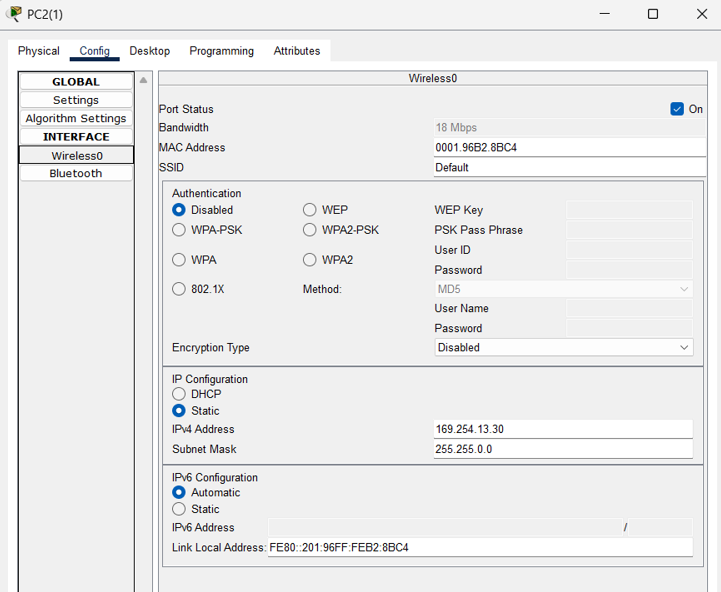 PC2(1)
Physical Config Desktop Programming Attributes
GLOBAL
Settings
Algorithm Settings
INTERFACE
Wireless0
Bluetooth
Wireless0
Port Status On
Bandwidth 18 Mbps
MAC Address 0001.96B2.8BC4
SSID Default
Authentication
Disabled WEP WEP Key
WPA-PSK WPA2-PSK PSK Pass Phrase
User ID
WPA WPA2
Password
802.1X Method: MD5
User Name
Password
Encryption Type Disabled
IP Configuration
DHCP
Static
IPv4 Address 169.254.13.30
Subnet Mask 255.255.0.0
IPv6 Configuration
Automatic
Static
IPv6 Address /
Link Local Address: FE80::201:96FF:FEB2:8BC4